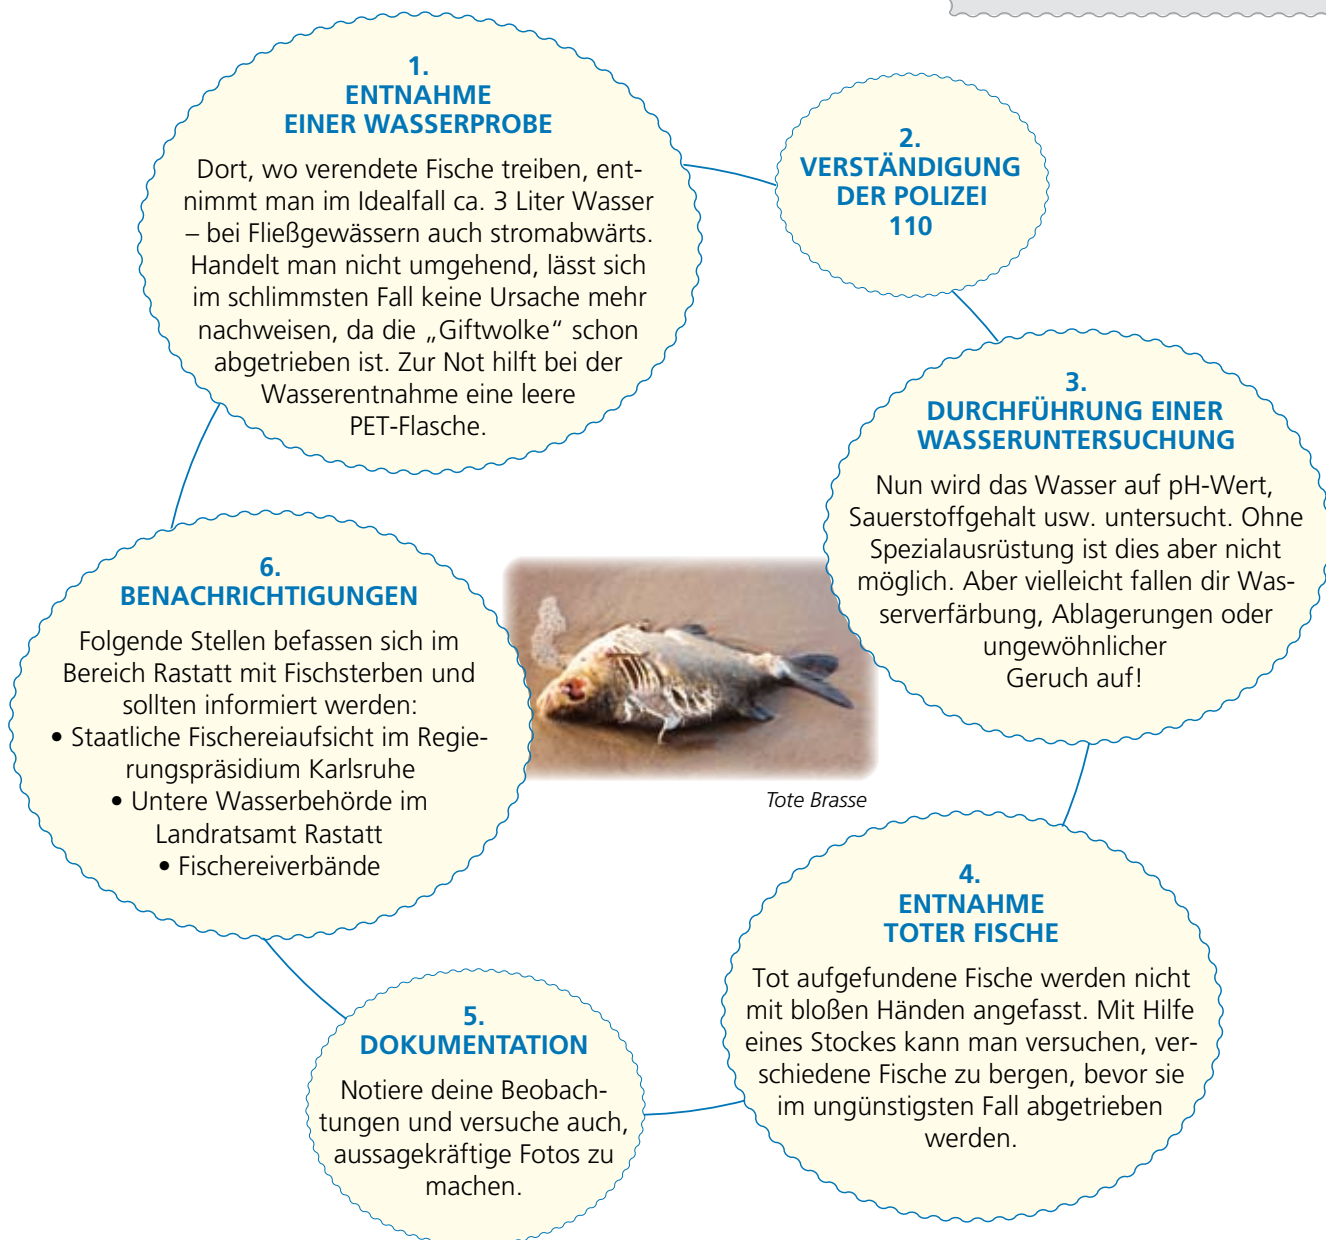 1.
ENTNAHME
EINER WASSERPROBE
Dort, wo verendete Fische treiben, ent-
nimmt man im Idealfall ca. 3 Liter Wasser
– bei Fließgewässern auch stromabwärts.
Handelt man nicht umgehend, lässt sich
im schlimmsten Fall keine Ursache mehr
nachweisen, da die „Giftwolke“ schon
abgetrieben ist. Zur Not hilft bei der
Wasserentnahme eine leere
PET-Flasche.
2.
VERSTÄNDIGUNG
DER POLIZEI
110
3.
DURCHFÜHRUNG EINER
WASSERUNTERSUCHUNG
Nun wird das Wasser auf pH-Wert,
Sauerstoffgehalt usw. untersucht. Ohne
Spezialausrüstung ist dies aber nicht
möglich. Aber vielleicht fallen dir Was-
serverfärbung, Ablagerungen oder
ungewöhnlicher
Geruch auf!
4.
ENTNAHME
TOTER FISCHE
Tot aufgefundene Fische werden nicht
mit bloßen Händen angefasst. Mit Hilfe
eines Stockes kann man versuchen, ver-
schiedene Fische zu bergen, bevor sie
im ungünstigsten Fall abgetrieben
werden.
5.
DOKUMENTATION
Notiere deine Beobach-
tungen und versuche auch,
aussagekräftige Fotos zu
machen.
6.
BENACHRICHTIGUNGEN
Folgende Stellen befassen sich im
Bereich Rastatt mit Fischsterben und
sollten informiert werden:
• Staatliche Fischereiaufsicht im Regie-
rungspräsidium Karlsruhe
• Untere Wasserbehörde im
Landratsamt Rastatt
• Fischereiverbände
Tote Brasse